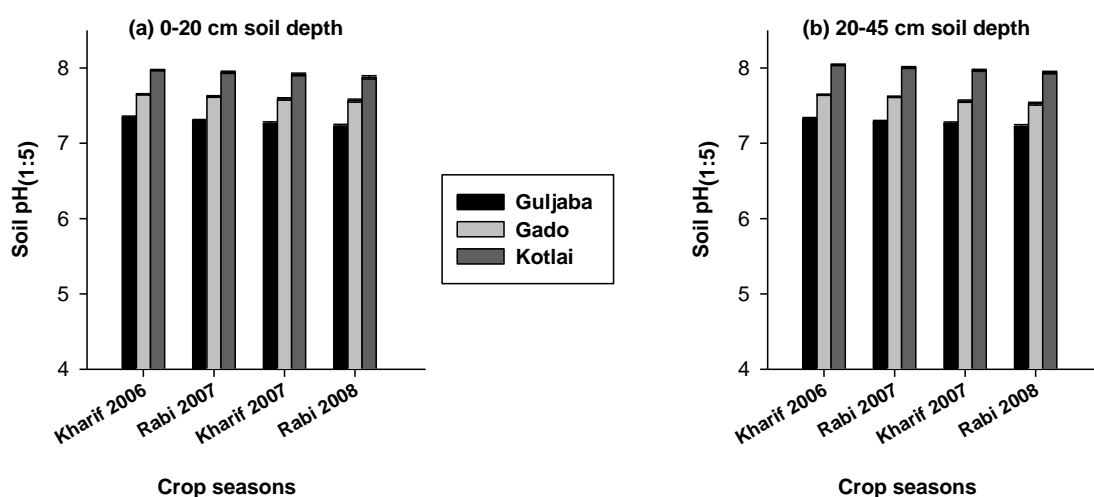 (a) 0-20 cm soil depth
Soil pH(1:5)
8
7
6
5
4
Kharif 2006
Rabi 2007
Kharif 2007
Rabi 2008
Crop seasons
Guljaba
Gado
Kotlai
(b) 20-45 cm soil depth
Soil pH(1:5)
8
7
6
5
4
Kharif 2006
Rabi 2007
Kharif 2007
Rabi 2008
Crop seasons